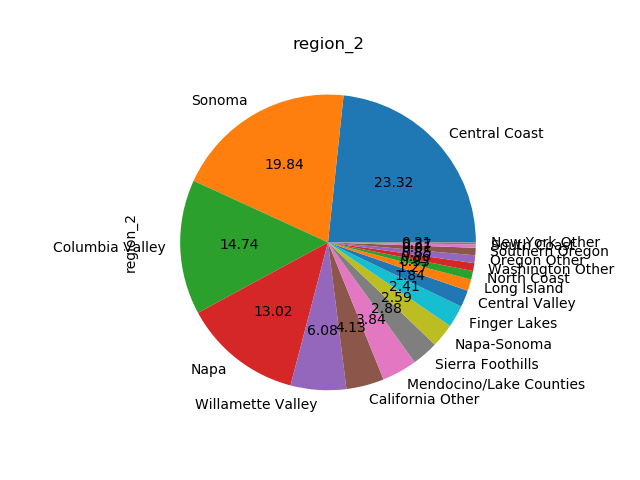 region_2
Sonoma
Central Coast
19.84
23.32
region_2
Columbia Valley
14.74
New York Other
South Coast
Southern Oregon
Oregon Other
Washington Other
North Coast
1.27
1.84
Long Island
2.41
Central Valley
2.59
Finger Lakes
13.02
2.88
Napa-Sonoma
3.84
6.08
4.13
Sierra Foothills
Napa
Mendocino/Lake Counties
Willamette Valley
California Other